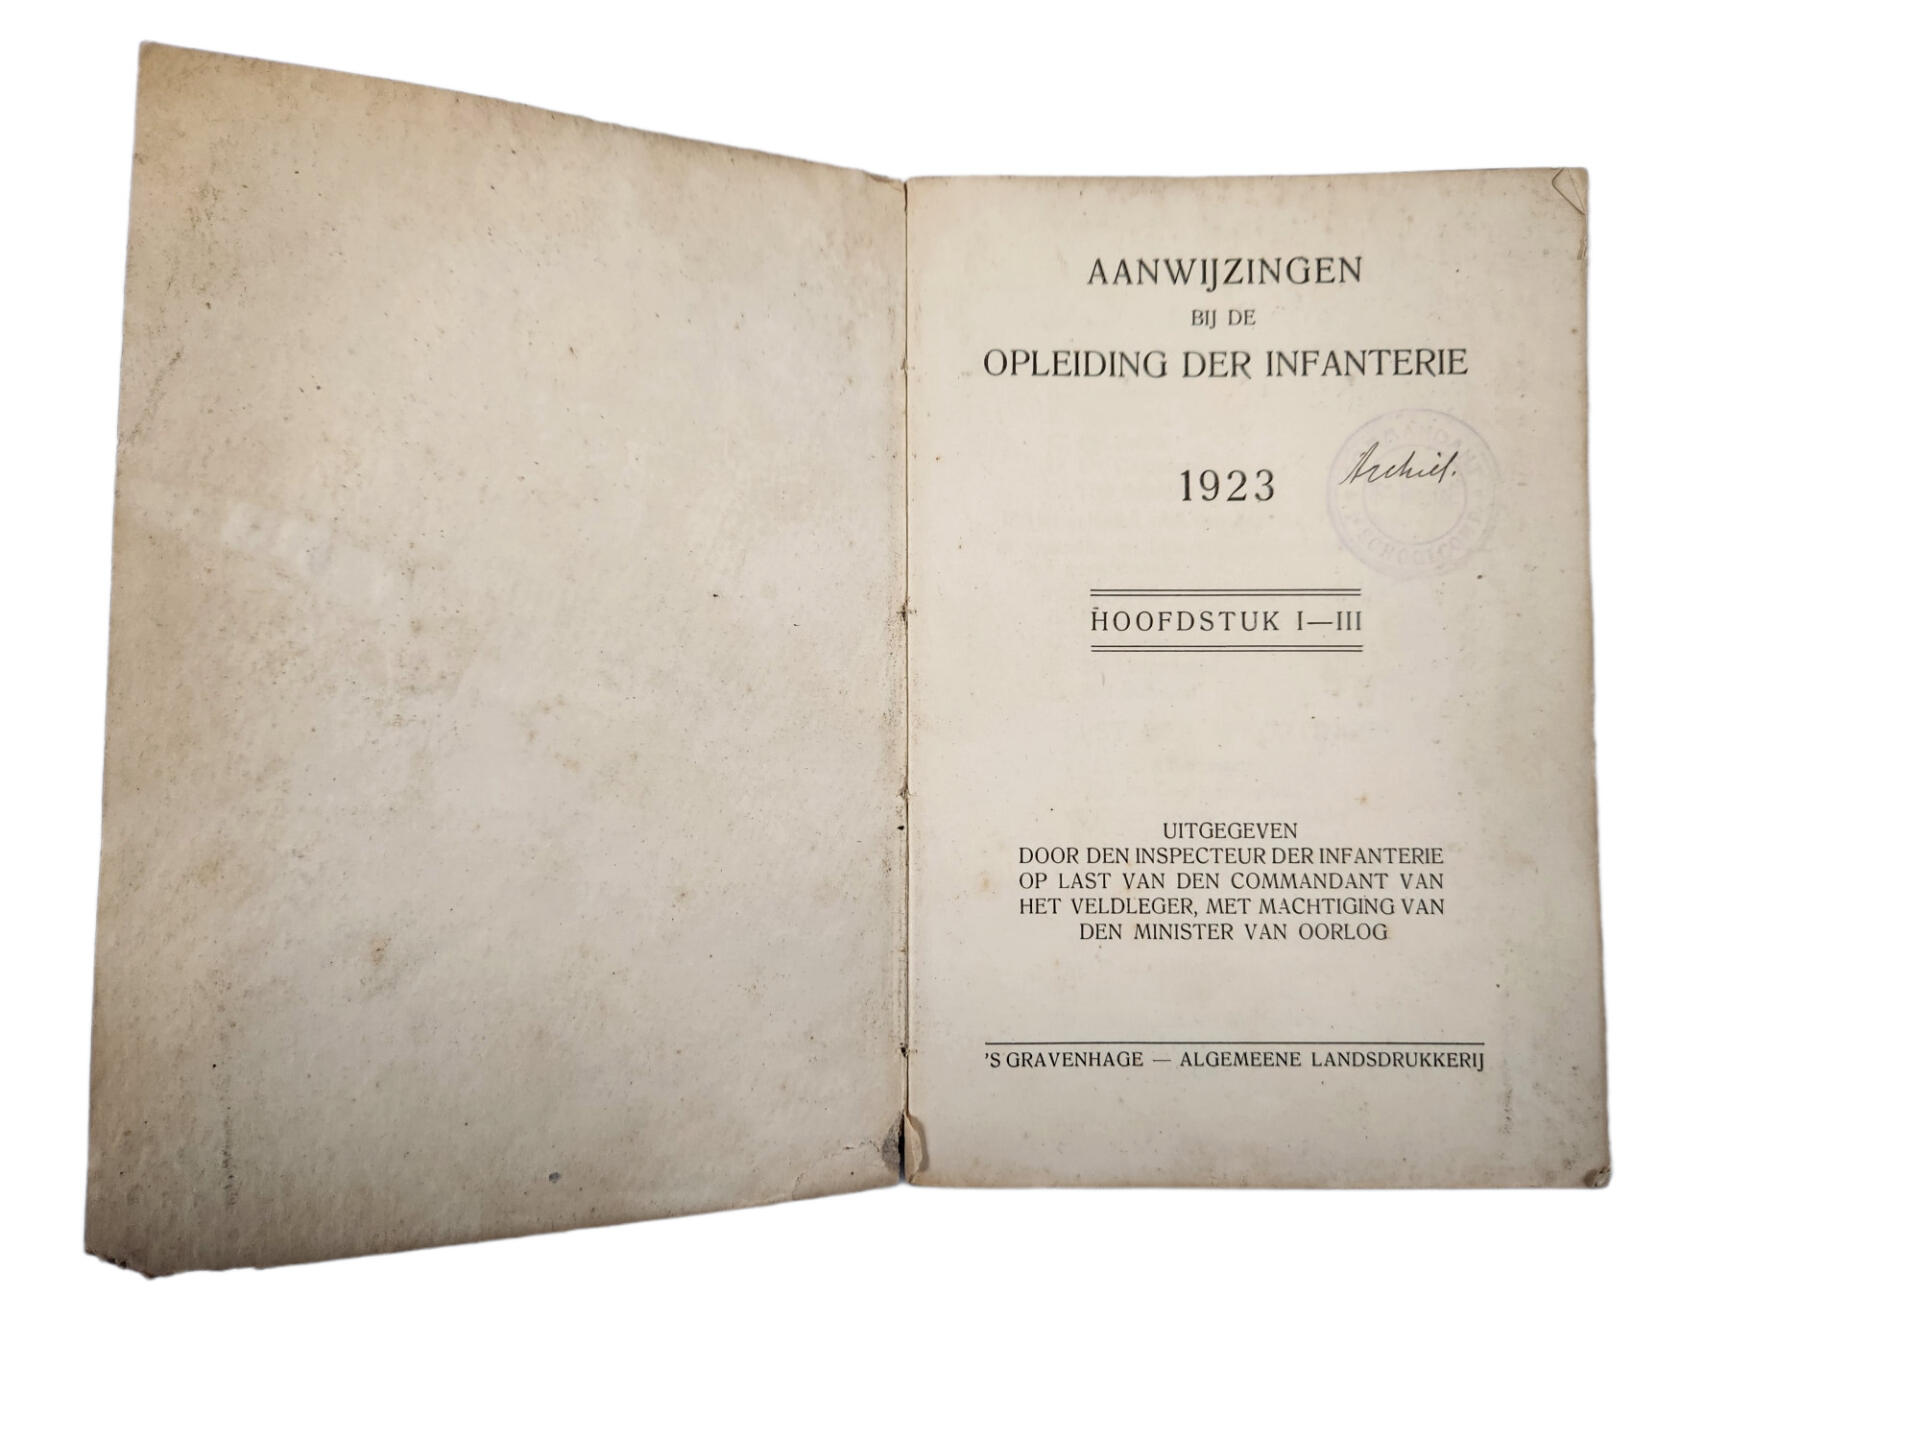 AANWIJZINGEN
BIJ DE
OPLEIDING DER INFANTERIE
1923
Archief.
HOOFDSTUK I—III
UITGEGEVEN
DOOR DEN INSPECTEUR DER INFANTERIE
OP LAST VAN DEN COMMANDANT VAN
HET VELDLEGER, MET MACHTIGING VAN
DEN MINISTER VAN OORLOG
'S GRAVENHAGE — ALGEMEENE LANDSDRUKKERIJ